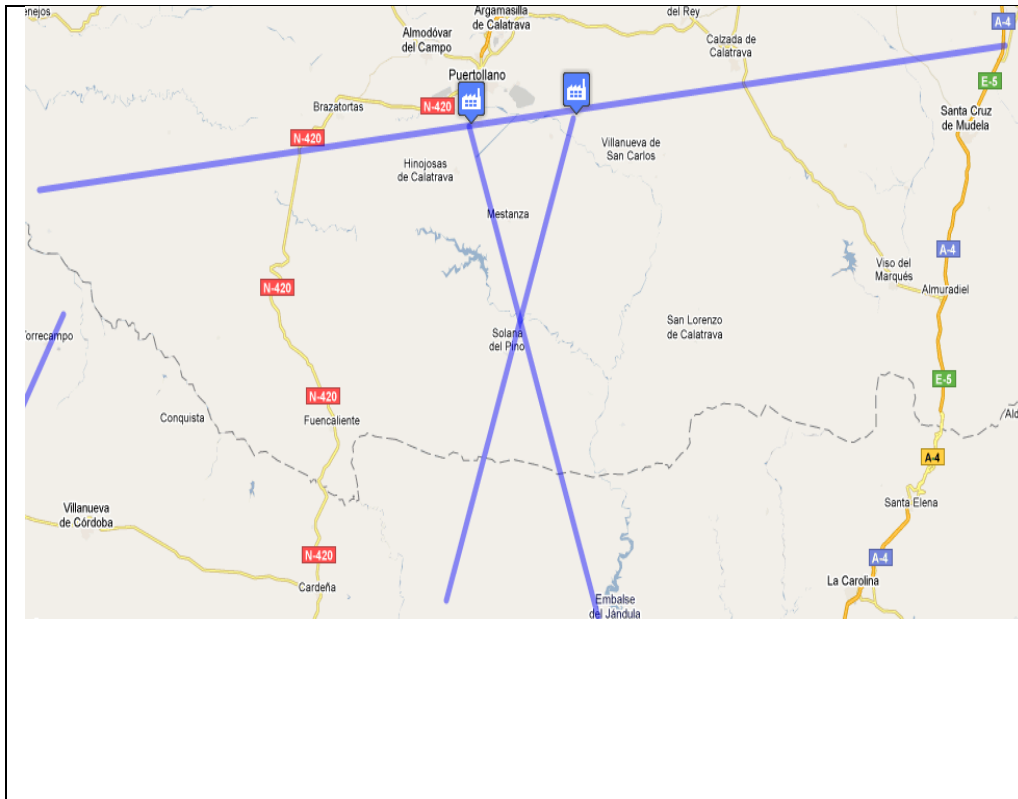 Argamasilla
de Calatrava
del Rey
A-4
Almodóvar
del Campo
Calzada de
Calatrava
Puertollano
E-5
Brazatortas
N-420
Santa Cruz
de Mudela
N-420
Villanueva de
San Carlos
Hinojosas
de Calatrava
Mestanza
A-4
Viso del
Marqués
N-420
Almuradiel
San Lorenzo
de Calatrava
Solana
del Pino
E-5
N-420
Conquista
Fuencaliente
A-4
Santa Elena
Villanueva
de Córdoba
N-420
A-4
Cardeña
La Carolina
Embalse
del Jándula